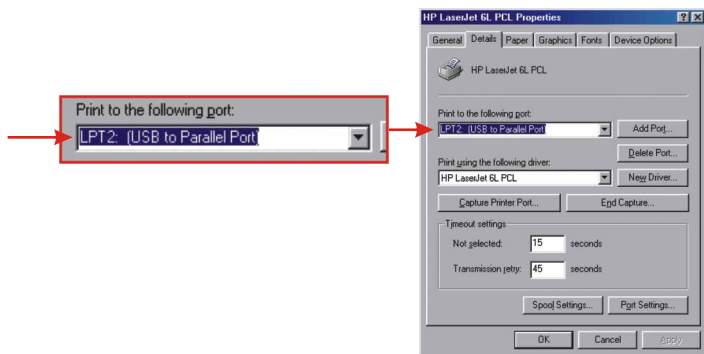 Print to the following port:
LPT2: (USB to Parallel Port)
HP LaserJet 6L PCL Properties
General Details Paper Graphics Fonts Device Options
HP LaserJet 6L PCL
Print to the following port:
LPT2: (USB to Parallel Port) Add Port...
Delete Port...
Print using the following driver:
HP LaserJet 6L PCL New Driver...
Capture Printer Port... End Capture...
Timeout settings
Not selected: 15 seconds
Transmission retry: 45 seconds
Spool Settings... Port Settings...
OK Cancel Apply